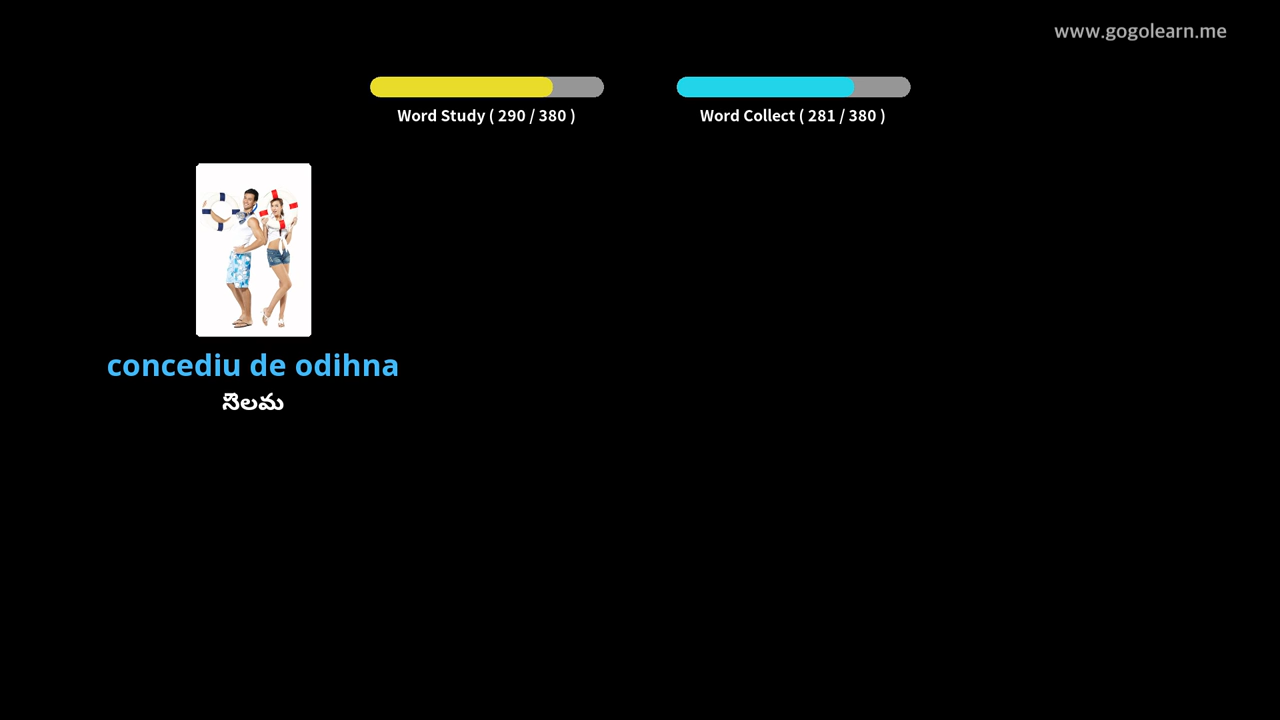 www.gogolearn.me
Word Study ( 290 / 380 )
Word Collect ( 281 / 380 )
concediu de odihna
సెలవు